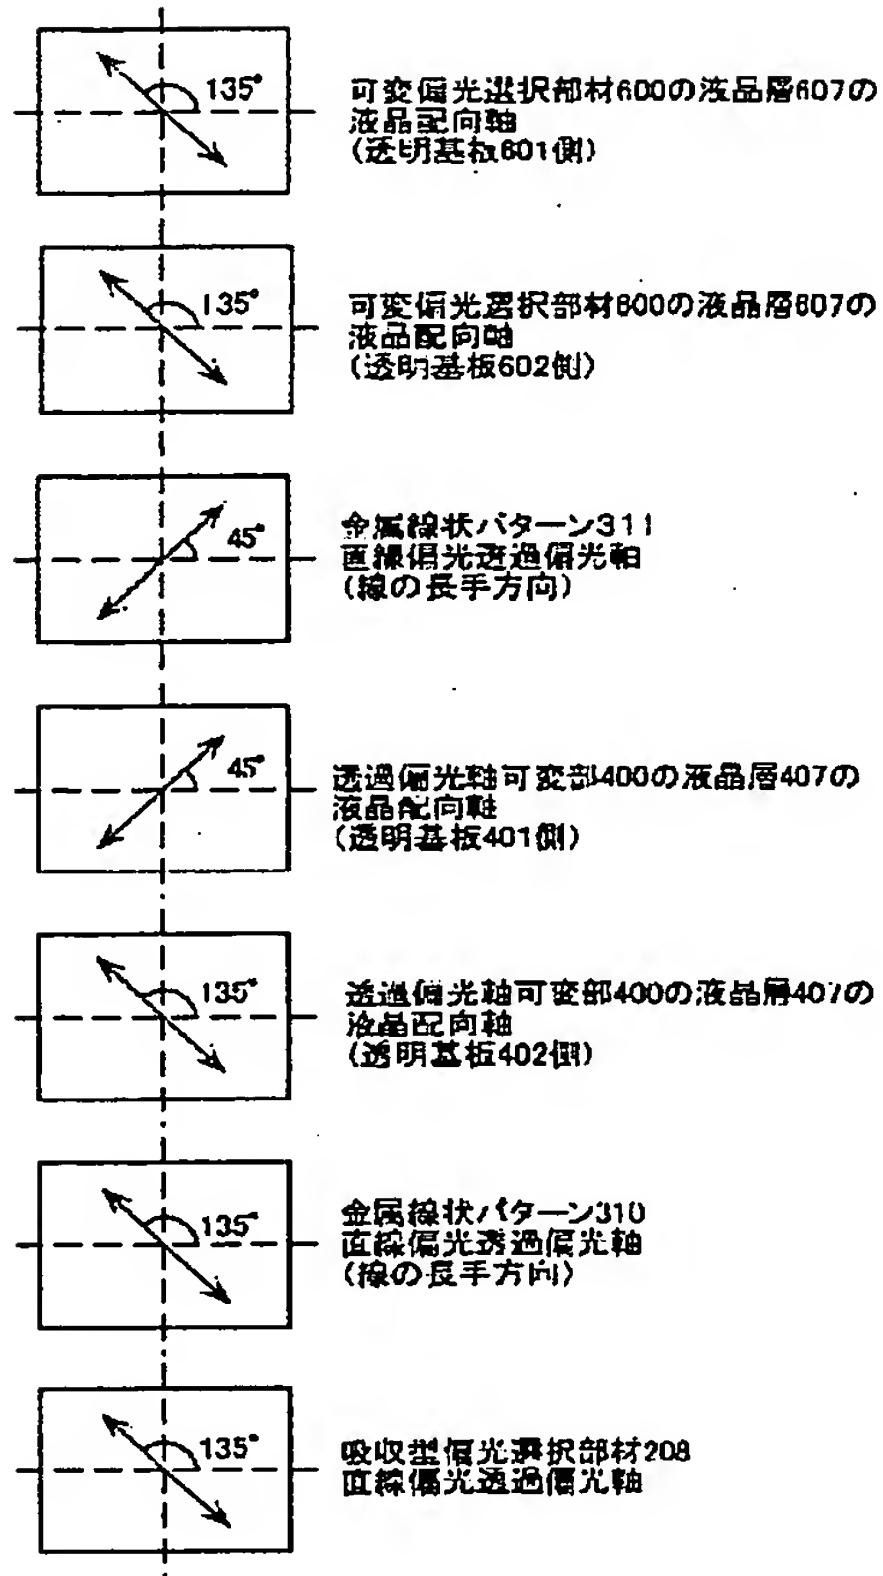 135°
可変偏光選択部材600の液晶層607の
液晶配向軸
(透明基板601側)
135°
可変偏光選択部材600の液晶層607の
液晶配向軸
(透明基板602側)
45°
金属線状パターン311
直線偏光透過偏光軸
(線の長手方向)
45°
透過偏光軸可変部400の液晶層407の
液晶配向軸
(透明基板401側)
135°
透過偏光軸可変部400の液晶層407の
液晶配向軸
(透明基板402側)
135°
金属線状パターン310
直線偏光透過偏光軸
(線の長手方向)
135°
吸収型偏光選択部材208
直線偏光透過偏光軸